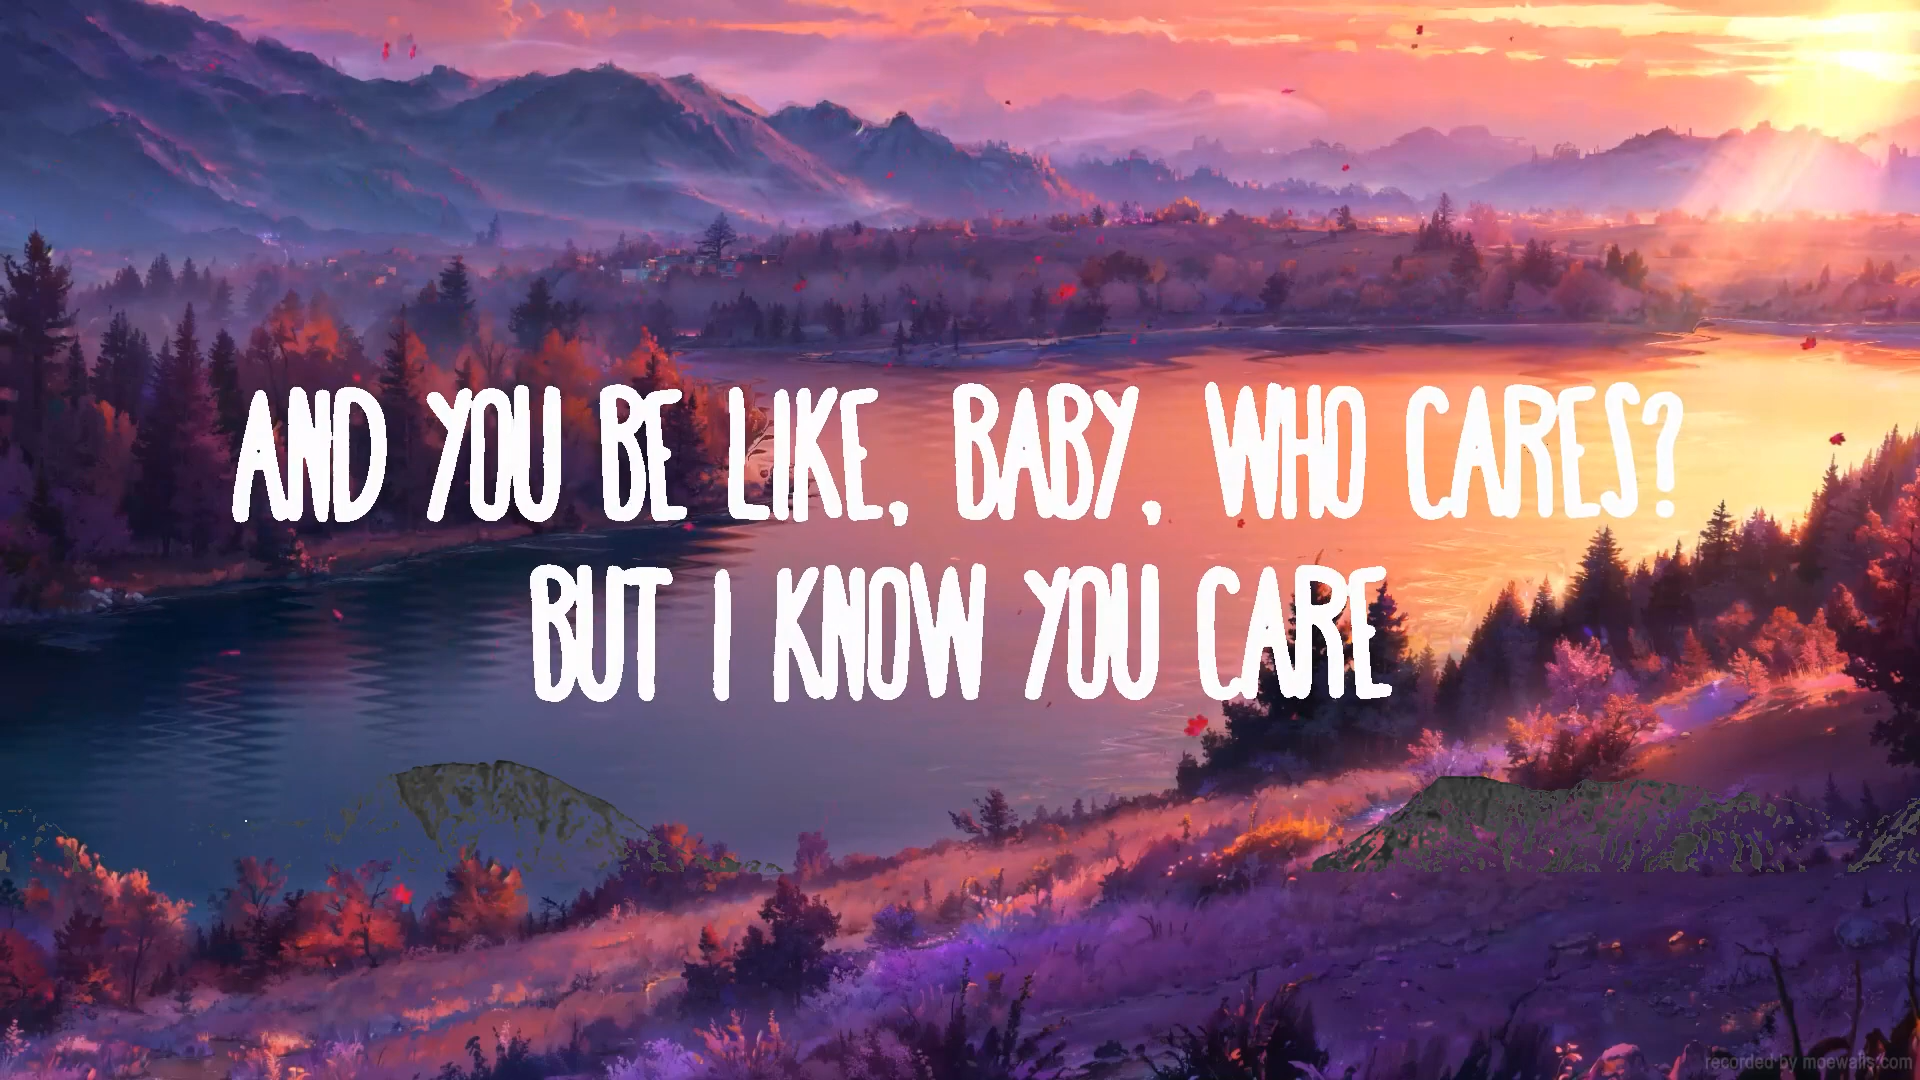 AND YOU BE LIKE, BABY, WHO CARES?
BUT I KNOW YOU CARE
recorded by moewalls.com